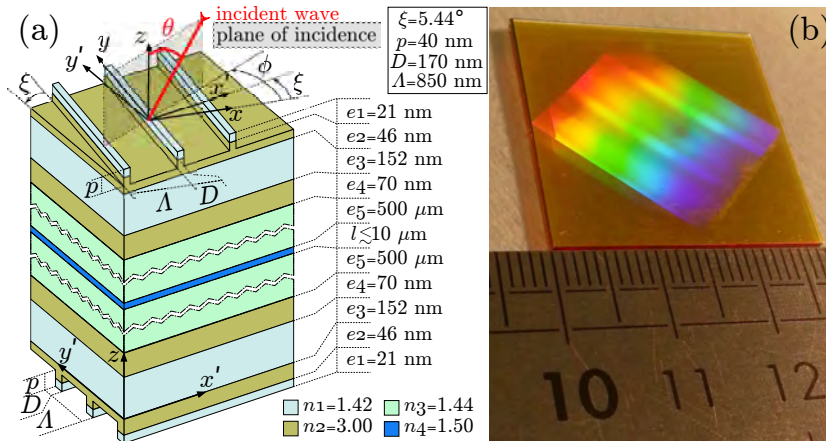 (a)
incident wave
plane of incidence
z
θ
y
y'
x'
ϕ
ξ
x
ξ
ξ=5.44°
p=40 nm
D=170 nm
Λ=850 nm
e1=21 nm
e2=46 nm
e3=152 nm
e4=70 nm
e5=500 μm
l≲10 μm
e5=500 μm
e4=70 nm
e3=152 nm
e2=46 nm
e1=21 nm
p
Λ
D
z
y'
x'
p
D
Λ
n1=1.42
n3=1.44
n2=3.00
n4=1.50
(b)
10
11
12